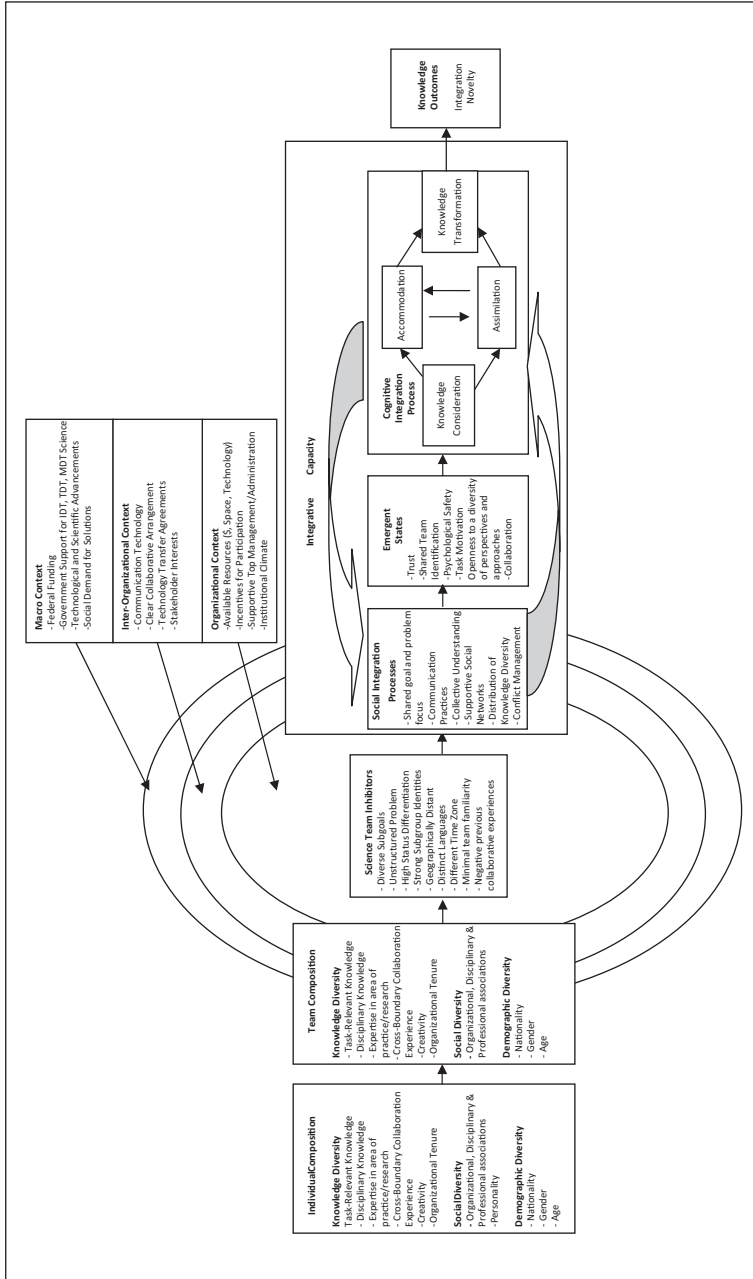 Macro Context
- Federal Funding
-Government Support for IDT, TDT, MDT Science
-Technological and Scientific Advancements
-Social Demand for Solutions
Inter-Organizational Context
- Communication Technology
- Clear Collaborative Arrangement
- Technology Transfer Agreements
- Stakeholder Interests
Organizational Context
-Available Resources ($, Space, Technology)
-Incentives for Participation
-Supportive Top Management/Administration
-Institutional Climate
IndividualComposition
Knowledge Diversity
Task-Relevant Knowledge
- Disciplinary Knowledge
- Expertise in area of
practice/research
- Cross-Boundary Collaboration
Experience
-Creativity
-Organizational Tenure
SocialDiversity
- Organizational, Disciplinary &
Professional associations
-Personality
Demographic Diversity
- Nationality
- Gender
- Age
Team Composition
Knowledge Diversity
- Task-Relevant Knowledge
- Disciplinary Knowledge
- Expertise in area of
practice/research
-Cross-Boundary Collaboration
Experience
-Creativity
-Organizational Tenure
Social Diversity
- Organizational, Disciplinary &
Professional associations
Demographic Diversity
- Nationality
- Gender
- Age
Science Team Inhibitors
- Diverse Subgoals
- Unstructured Problem
- High Status Differentiation
- Strong Subgroup Identities
- Geographically Distant
- Distinct Languages
- Different Time Zone
- Minimal team familiarity
- Negative previous
collaborative experiences
Integrative Capacity
Social Integration
Processes
- Shared goal and problem
focus
- Communication
Practices
- Collective Understanding
- Supportive Social
Networks
- Distribution of
Knowledge Diversity
- Conflict Management
Emergent
States
-Trust
-Shared Team
Identification
-Psychological Safety
-Task Motivation
Openness to a diversity
of perspectives and
approaches
-Collaboration
Cognitive
Integration
Process
Knowledge
Consideration
Accommodation
Assimilation
Knowledge
Transformation
Knowledge
Outcomes
Integration
Novelty